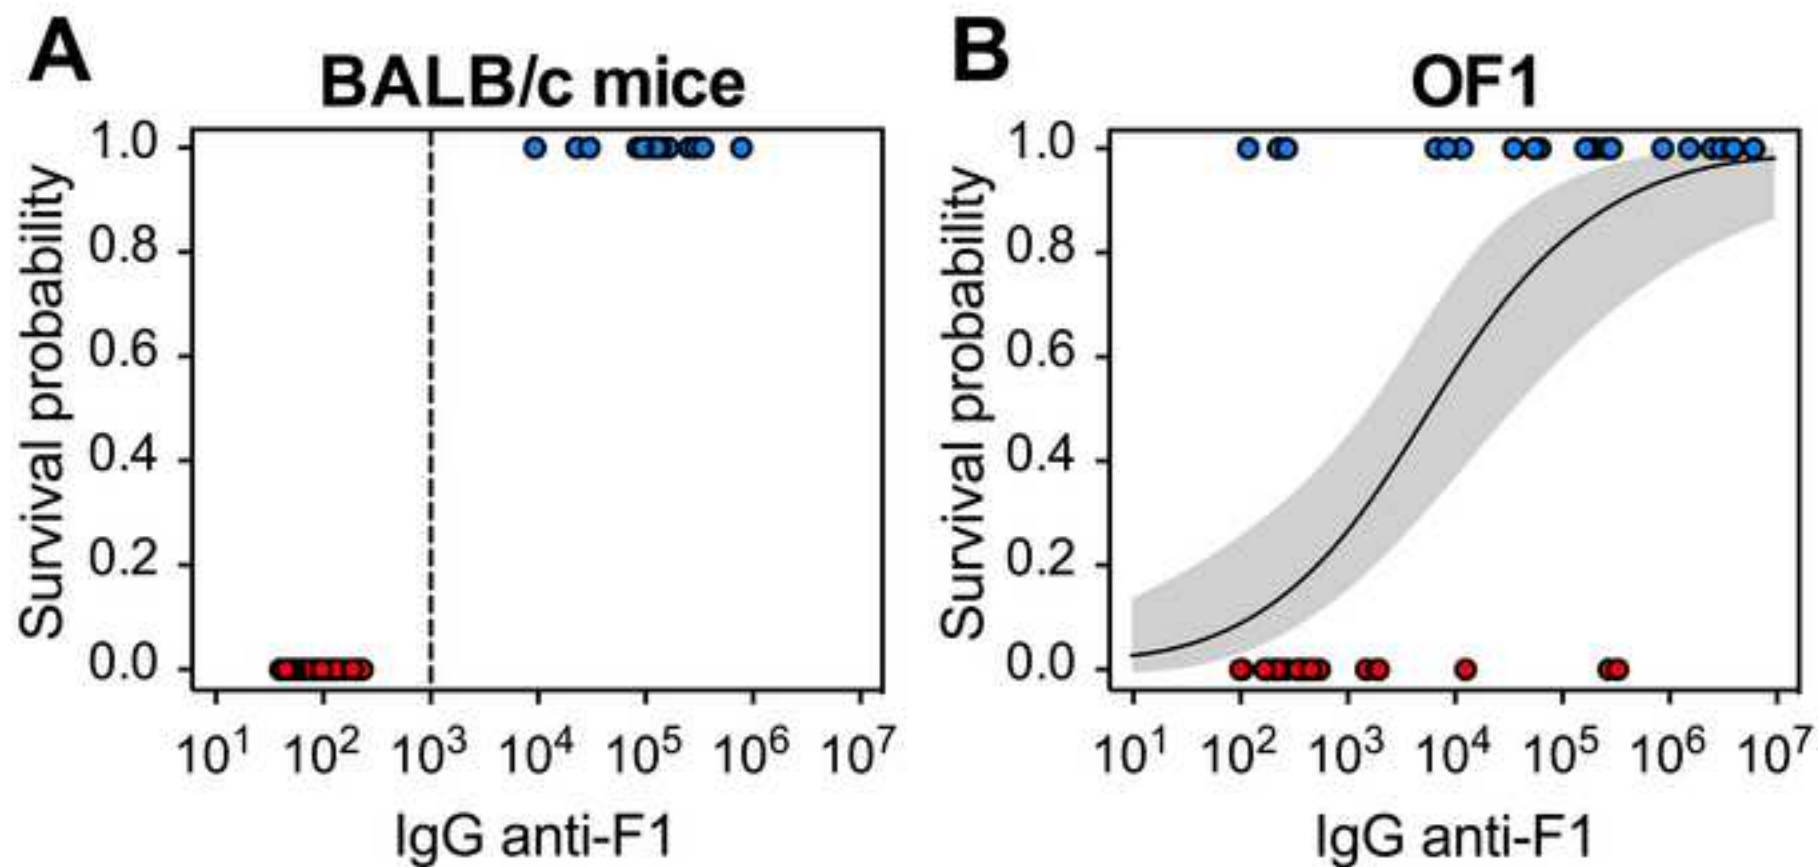 A
BALB/c mice
Survival probability
1.0
0.8
0.6
0.4
0.2
0.0
10¹ 10² 10³ 10⁴ 10⁵ 10⁶ 10⁷
IgG anti-F1
B
OF1
Survival probability
1.0
0.8
0.6
0.4
0.2
0.0
10¹ 10² 10³ 10⁴ 10⁵ 10⁶ 10⁷
IgG anti-F1